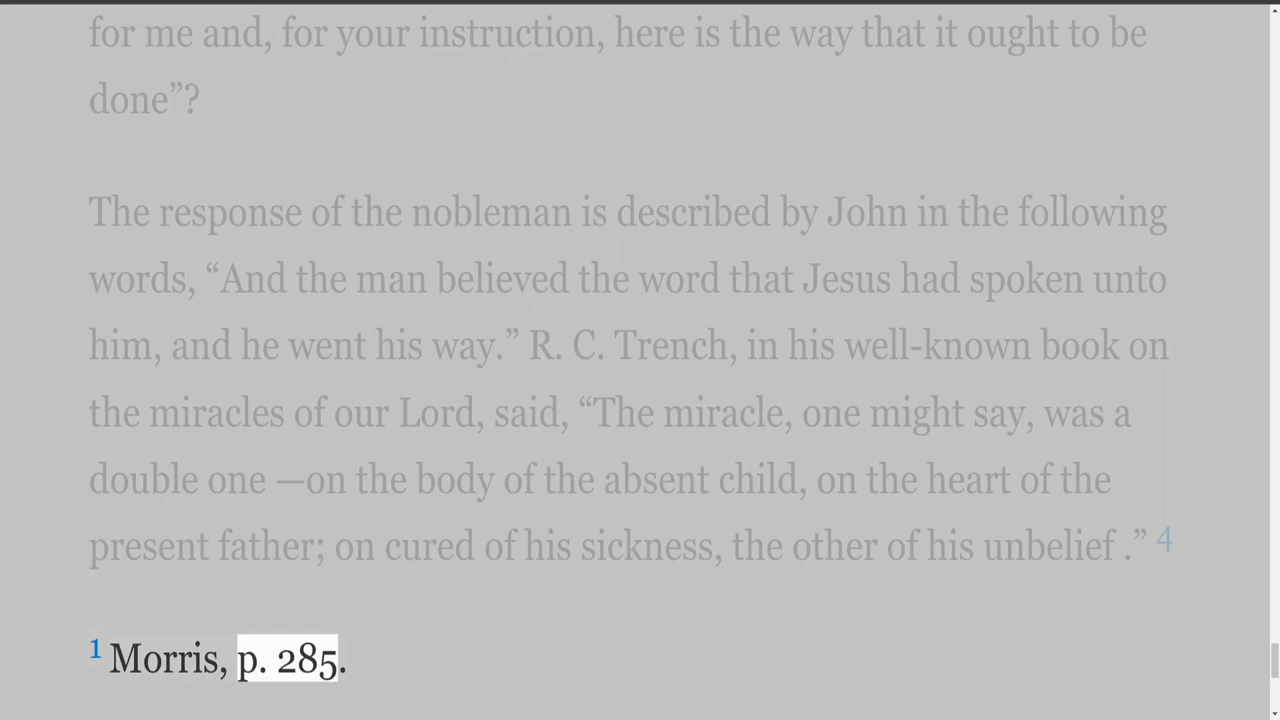 for me and, for your instruction, here is the way that it ought to be
done”?
The response of the nobleman is described by John in the following
words, “And the man believed the word that Jesus had spoken unto
him, and he went his way.” R. C. Trench, in his well-known book on
the miracles of our Lord, said, “The miracle, one might say, was a
double one —on the body of the absent child, on the heart of the
present father; on cured of his sickness, the other of his unbelief .” 4
1 Morris, p. 285.